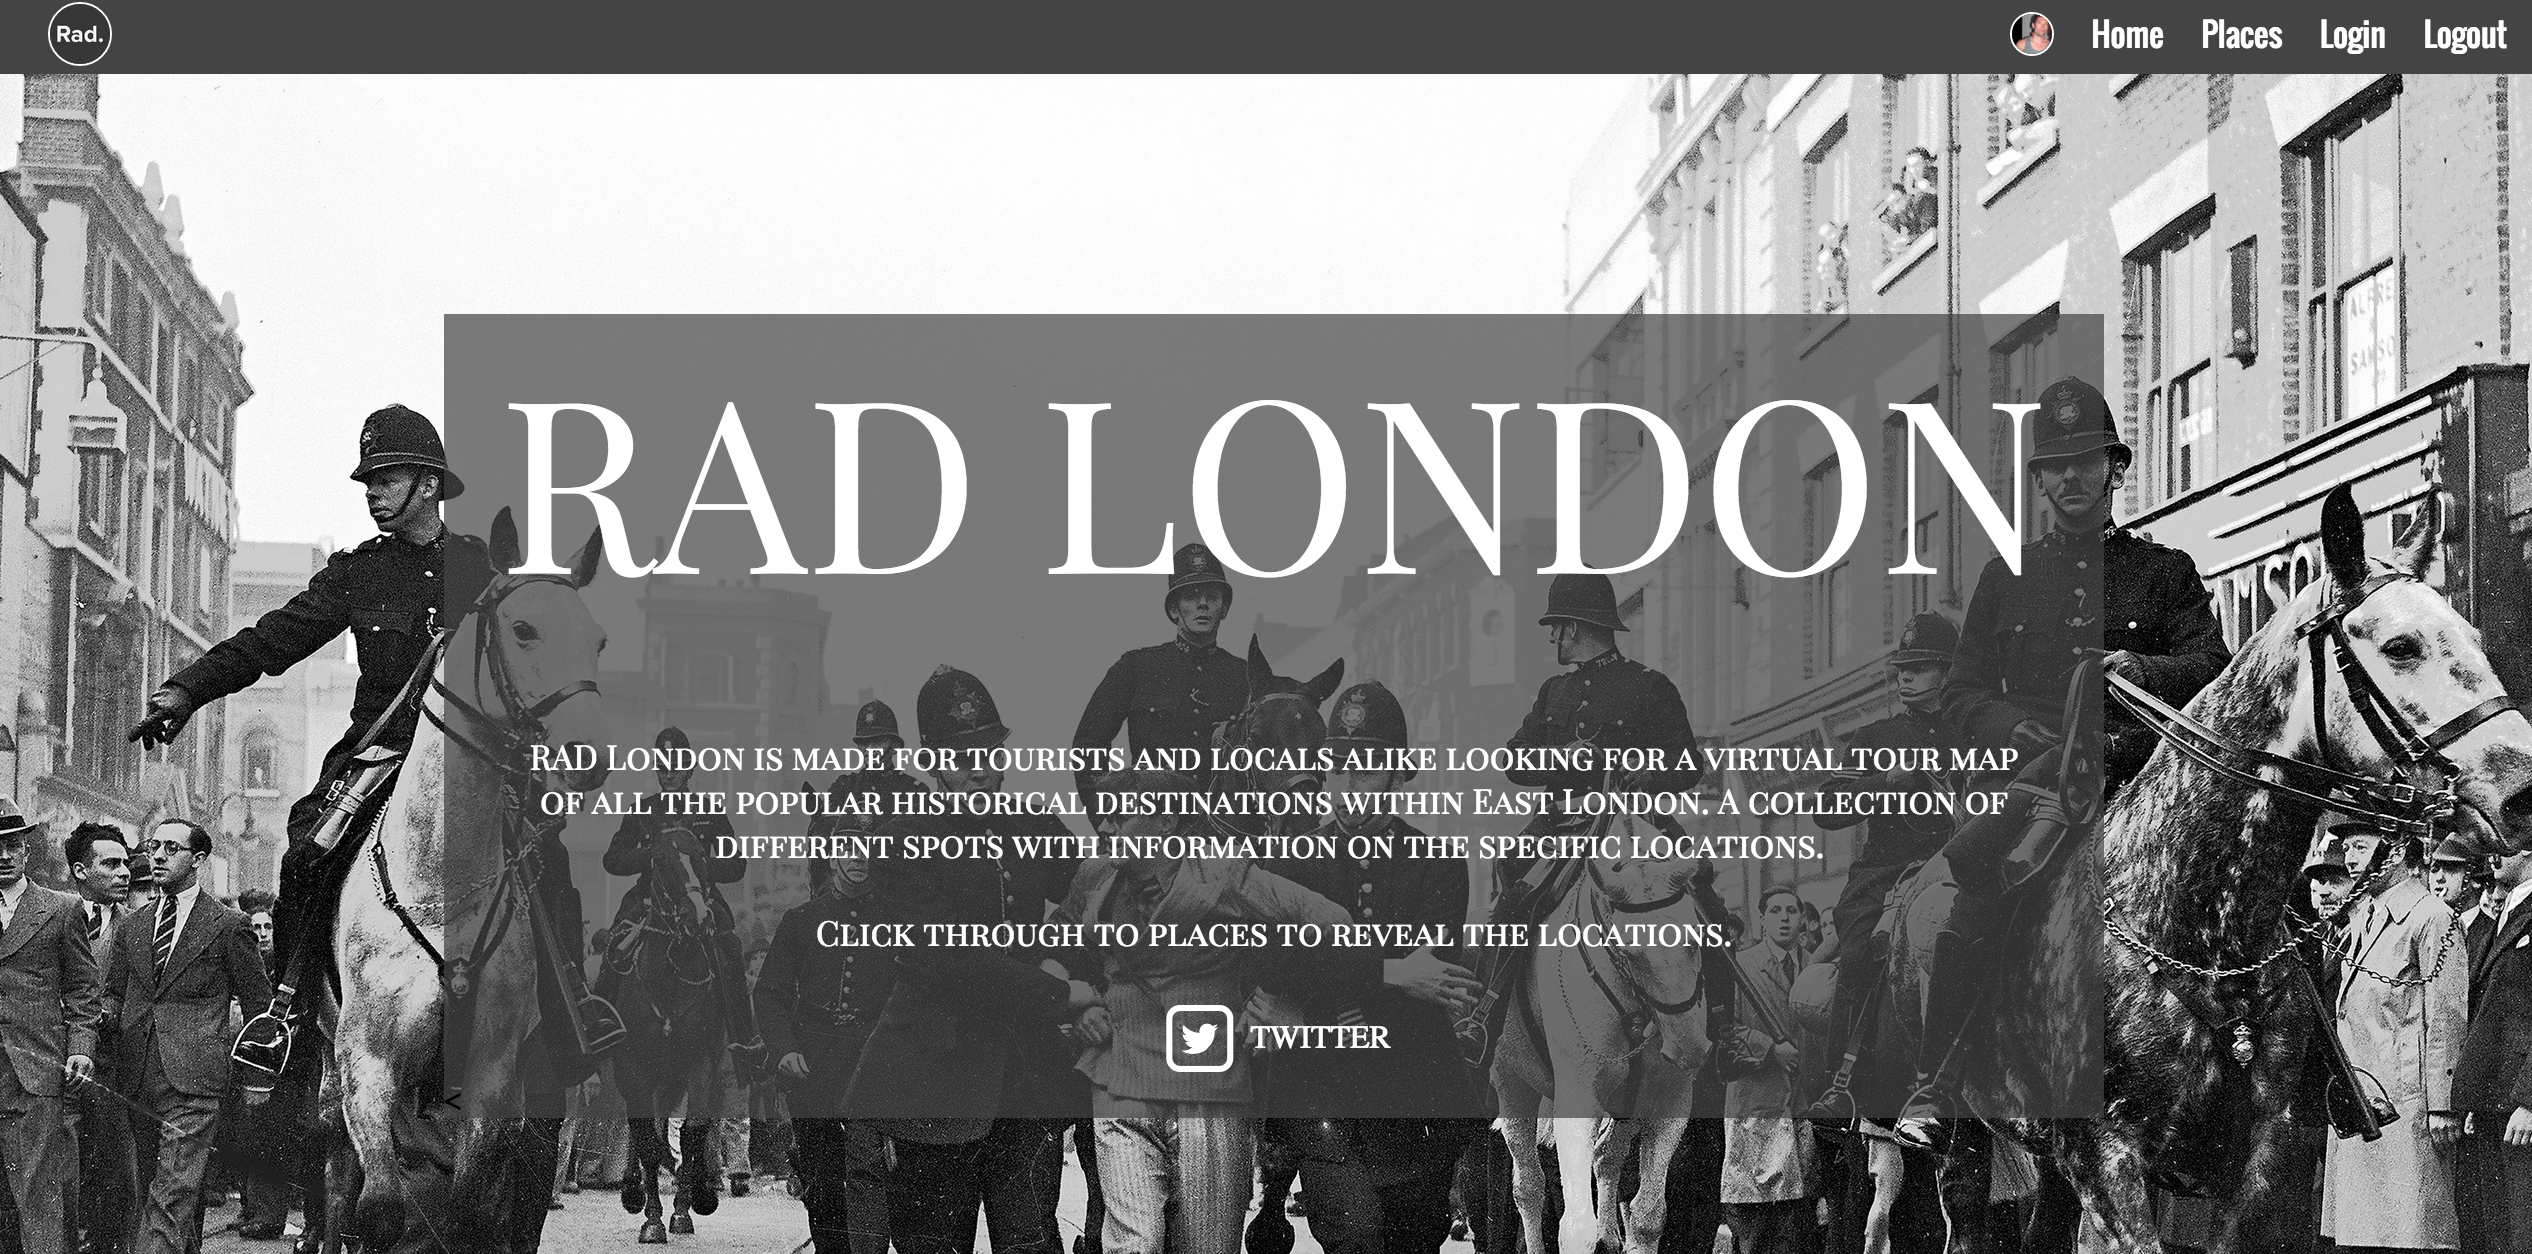 Rad.
Home Places Login Logout
ALFRE
SAMSO
RAD LONDON
RAD London is made for tourists and locals alike looking for a virtual tour map
of all the popular historical destinations within East London. A collection of
different spots with information on the specific locations.
Click through to places to reveal the locations.
TWITTER
<